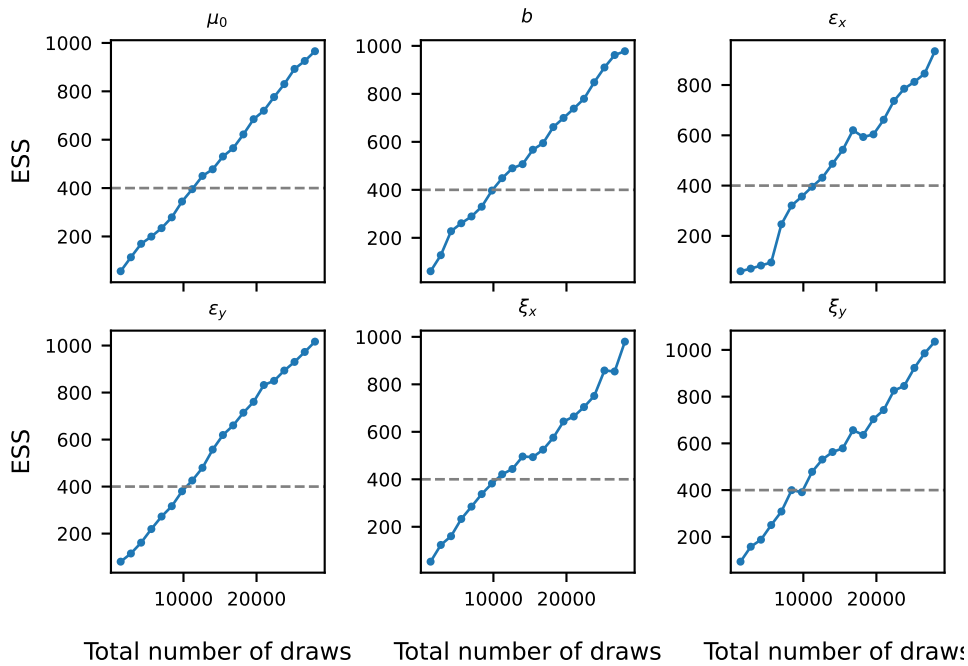 μ₀ b εₓ
1000 1000
800 800 800
600 600 600
400 400 400
200 200 200
ESS
ε_y ξₓ ξ_y
1000 1000 1000
800 800 800
600 600 600
400 400 400
200 200 200
ESS
10000 20000 10000 20000 10000 20000
Total number of draws Total number of draws Total number of draws